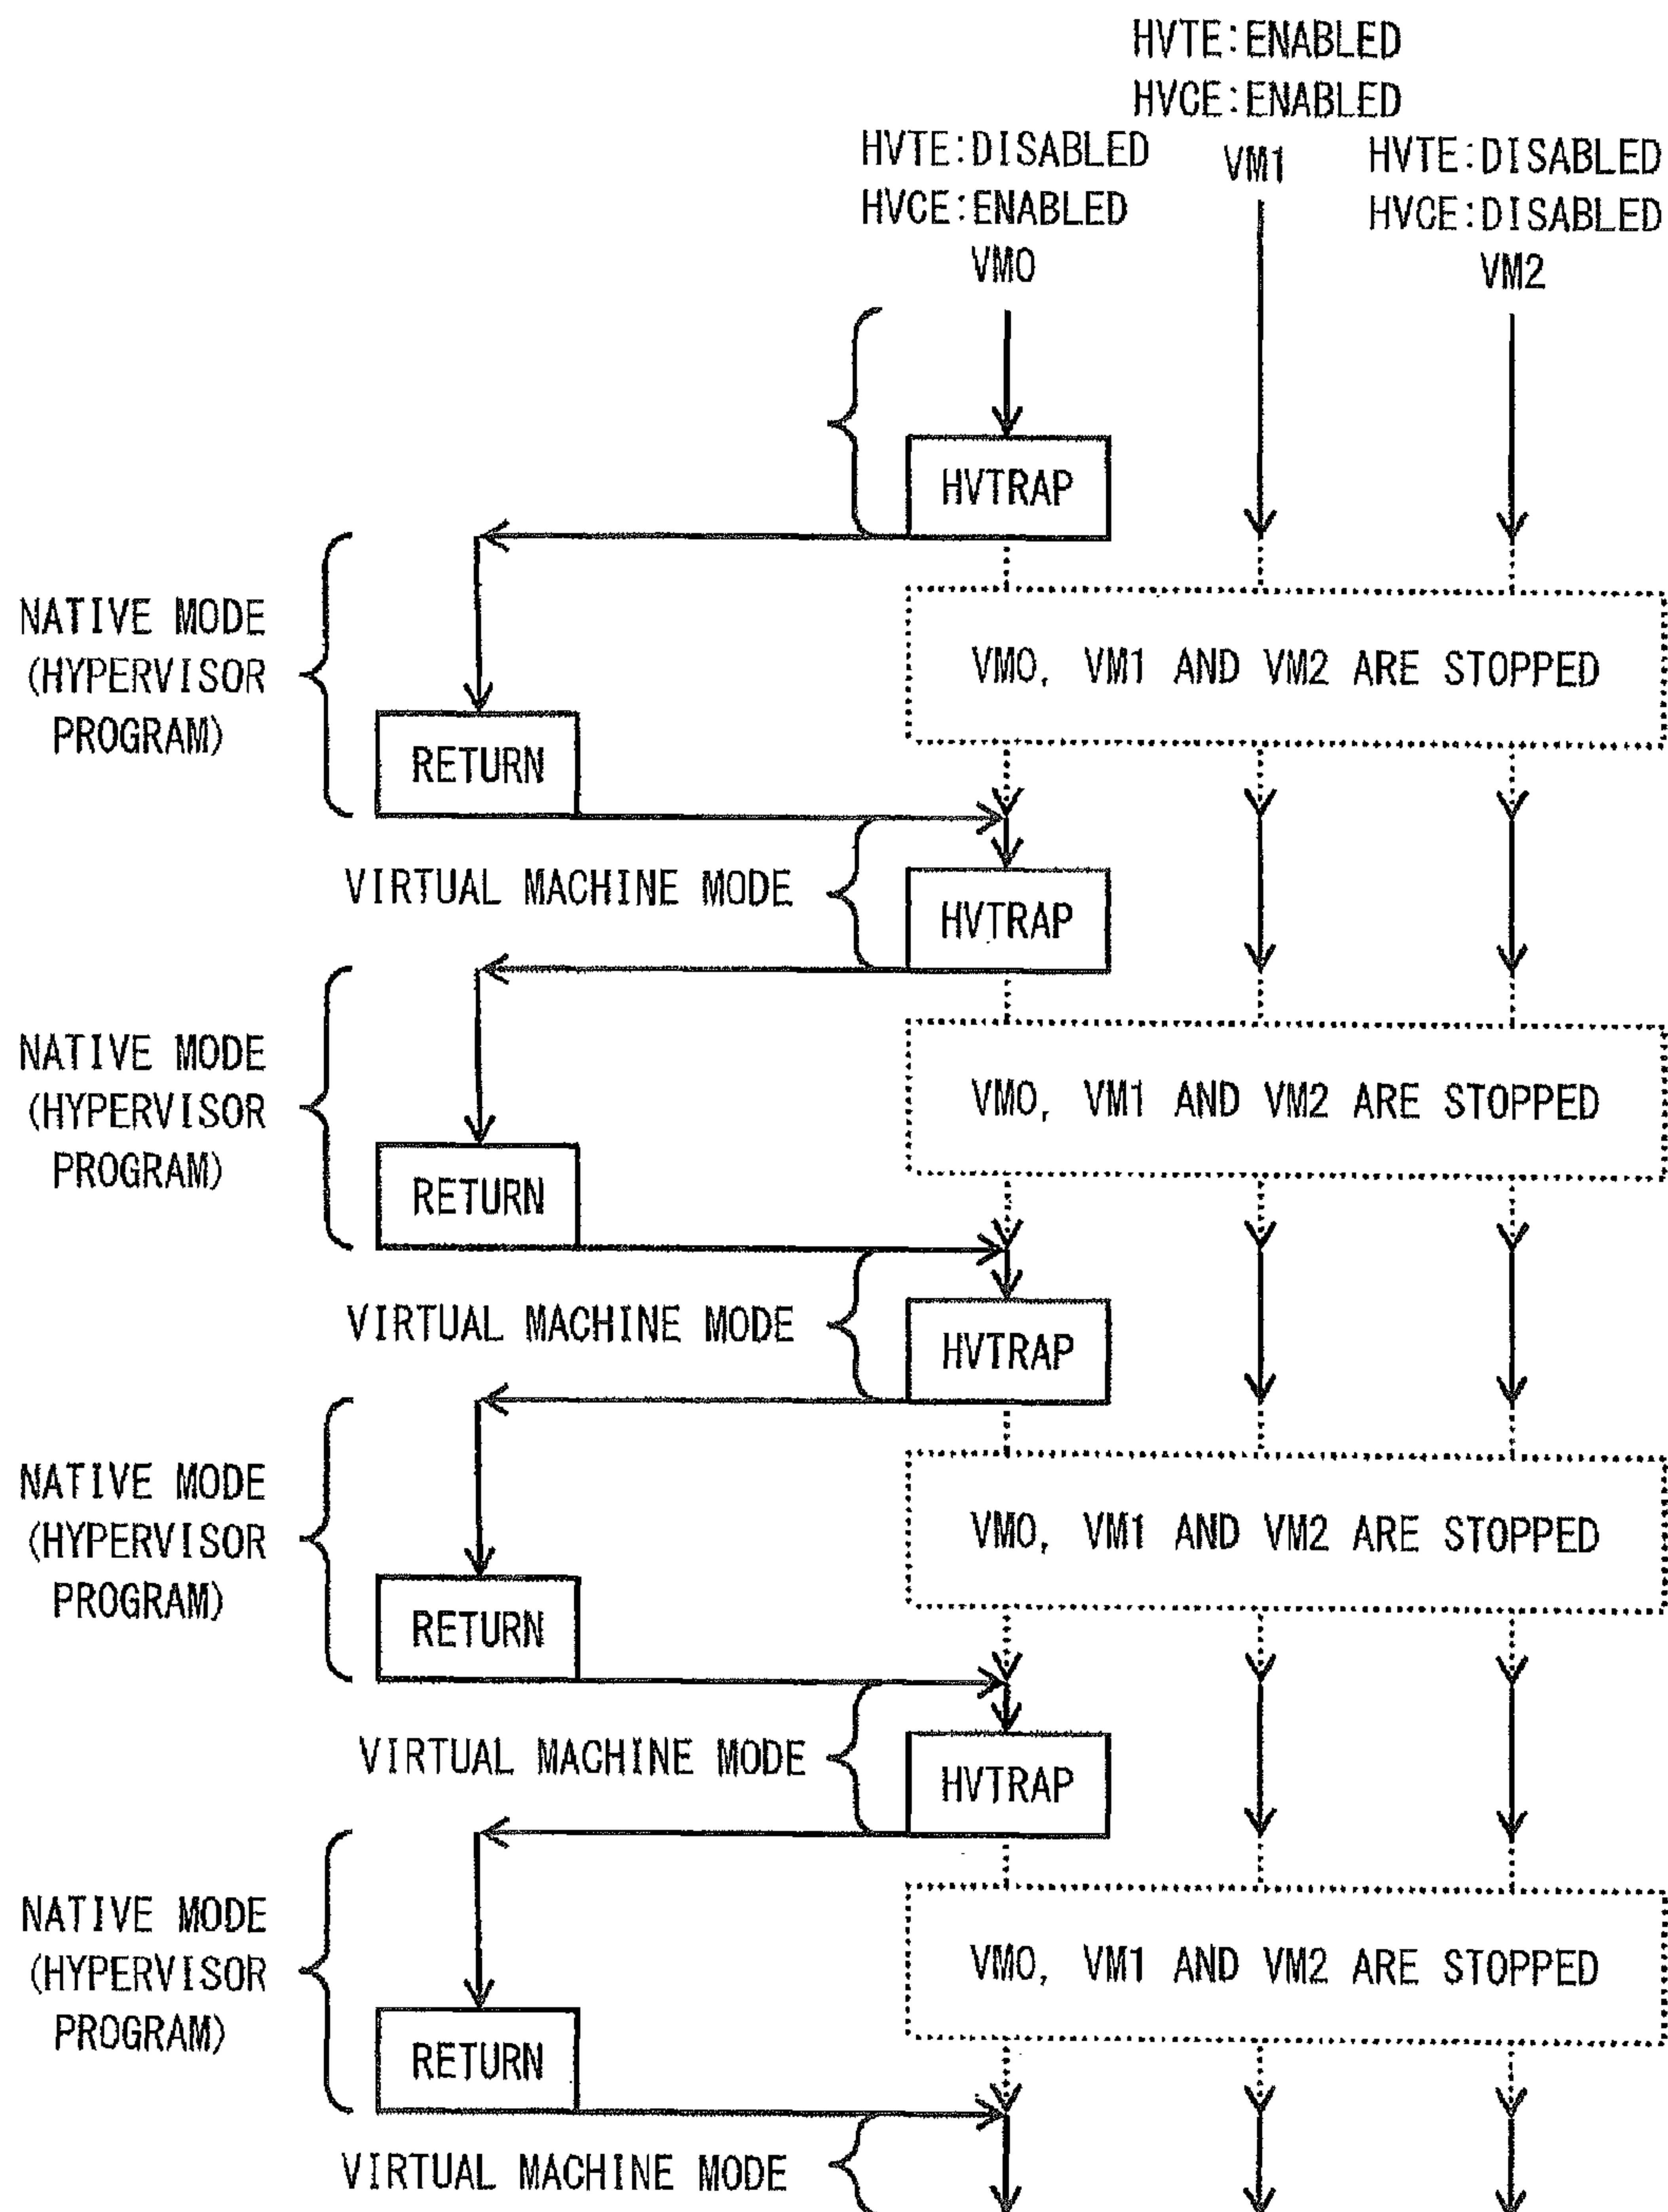 HVTE:ENABLED
HVCE:ENABLED
VM1
HVTE:DISABLED
HVCE:ENABLED
VM0
HVTE:DISABLED
HVCE:DISABLED
VM2
HVTRAP
NATIVE MODE
(HYPERVISOR
PROGRAM)
VM0, VM1 AND VM2 ARE STOPPED
RETURN
VIRTUAL MACHINE MODE
HVTRAP
NATIVE MODE
(HYPERVISOR
PROGRAM)
VM0, VM1 AND VM2 ARE STOPPED
RETURN
VIRTUAL MACHINE MODE
HVTRAP
NATIVE MODE
(HYPERVISOR
PROGRAM)
VM0, VM1 AND VM2 ARE STOPPED
RETURN
VIRTUAL MACHINE MODE
HVTRAP
NATIVE MODE
(HYPERVISOR
PROGRAM)
VM0, VM1 AND VM2 ARE STOPPED
RETURN
VIRTUAL MACHINE MODE